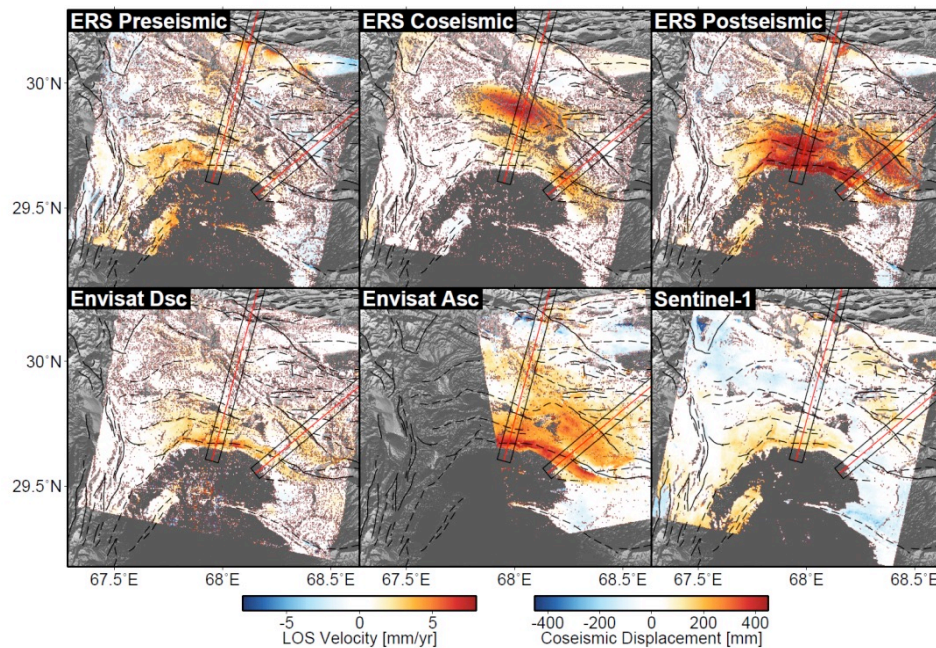 ERS Preseismic
ERS Coseismic
ERS Postseismic
30°N
29.5°N
Envisat Dsc
Envisat Asc
Sentinel-1
30°N
29.5°N
67.5°E 68°E 68.5°E 67.5°E 68°E 68.5°E 67.5°E 68°E 68.5°E
-5 0 5
LOS Velocity [mm/yr]
-400 -200 0 200 400
Coseismic Displacement [mm]